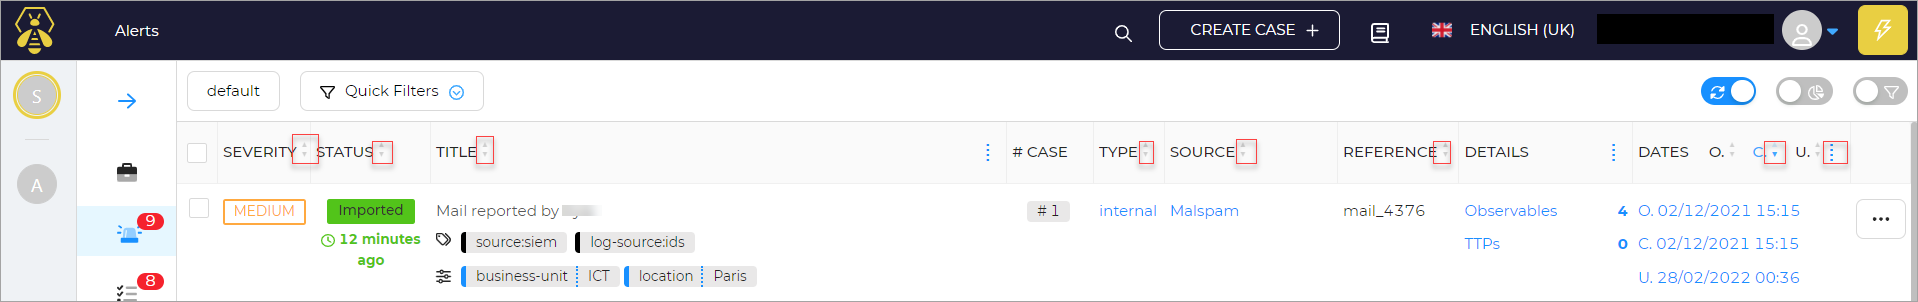 Alerts
CREATE CASE +
ENGLISH (UK)
S
default
Quick Filters
SEVERITY STATUS TITLE # CASE TYPE SOURCE REFERENCE DETAILS DATES O. C. U.
A
MEDIUM Imported Mail reported by # 1 internal Malspam mail_4376 Observables 4 O. 02/12/2021 15:15
9
12 minutes ago
source:siem log-source:ids
TTPs 0 C. 02/12/2021 15:15
business-unit ICT location Paris
U. 28/02/2022 00:36
8